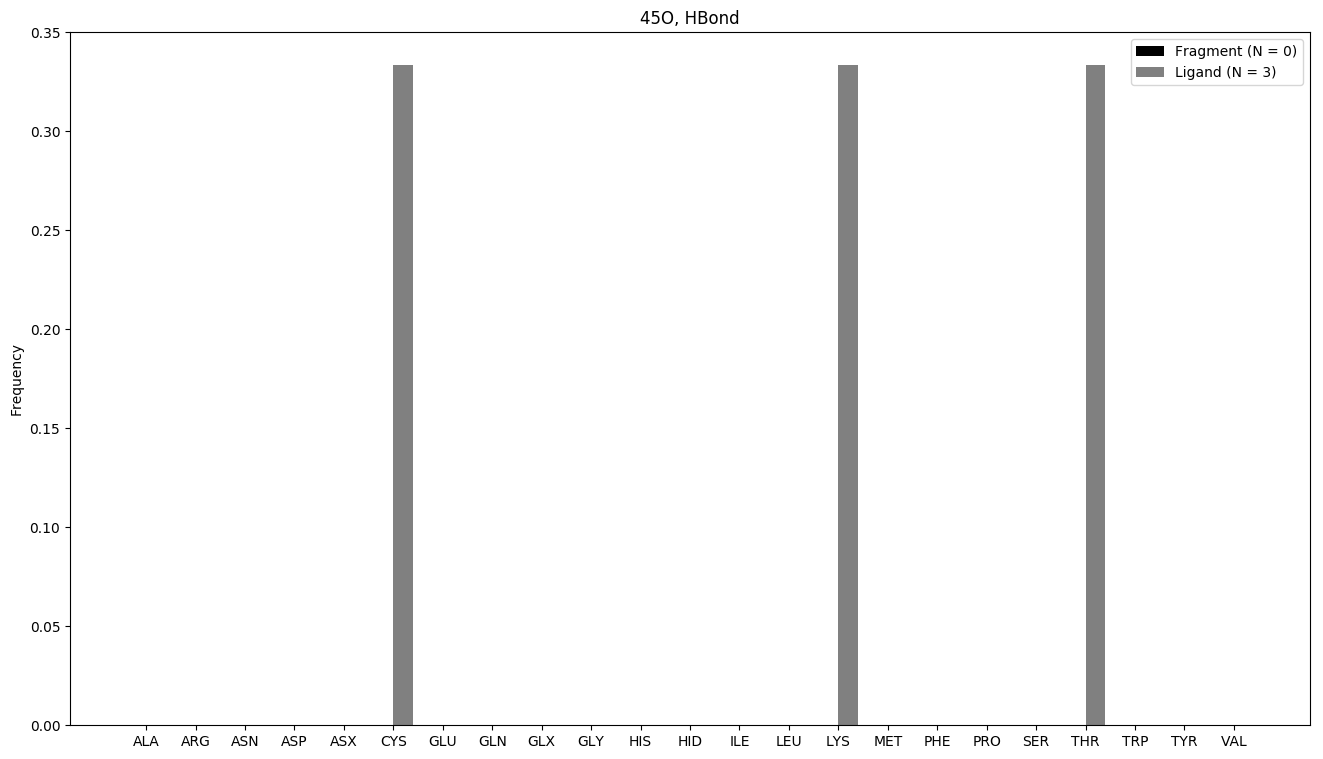 45O, HBond
Fragment (N = 0)
Ligand (N = 3)
Frequency
0.35
0.30
0.25
0.20
0.15
0.10
0.05
0.00
ALA ARG ASN ASP ASX CYS GLU GLN GLX GLY HIS HID ILE LEU LYS MET PHE PRO SER THR TRP TYR VAL